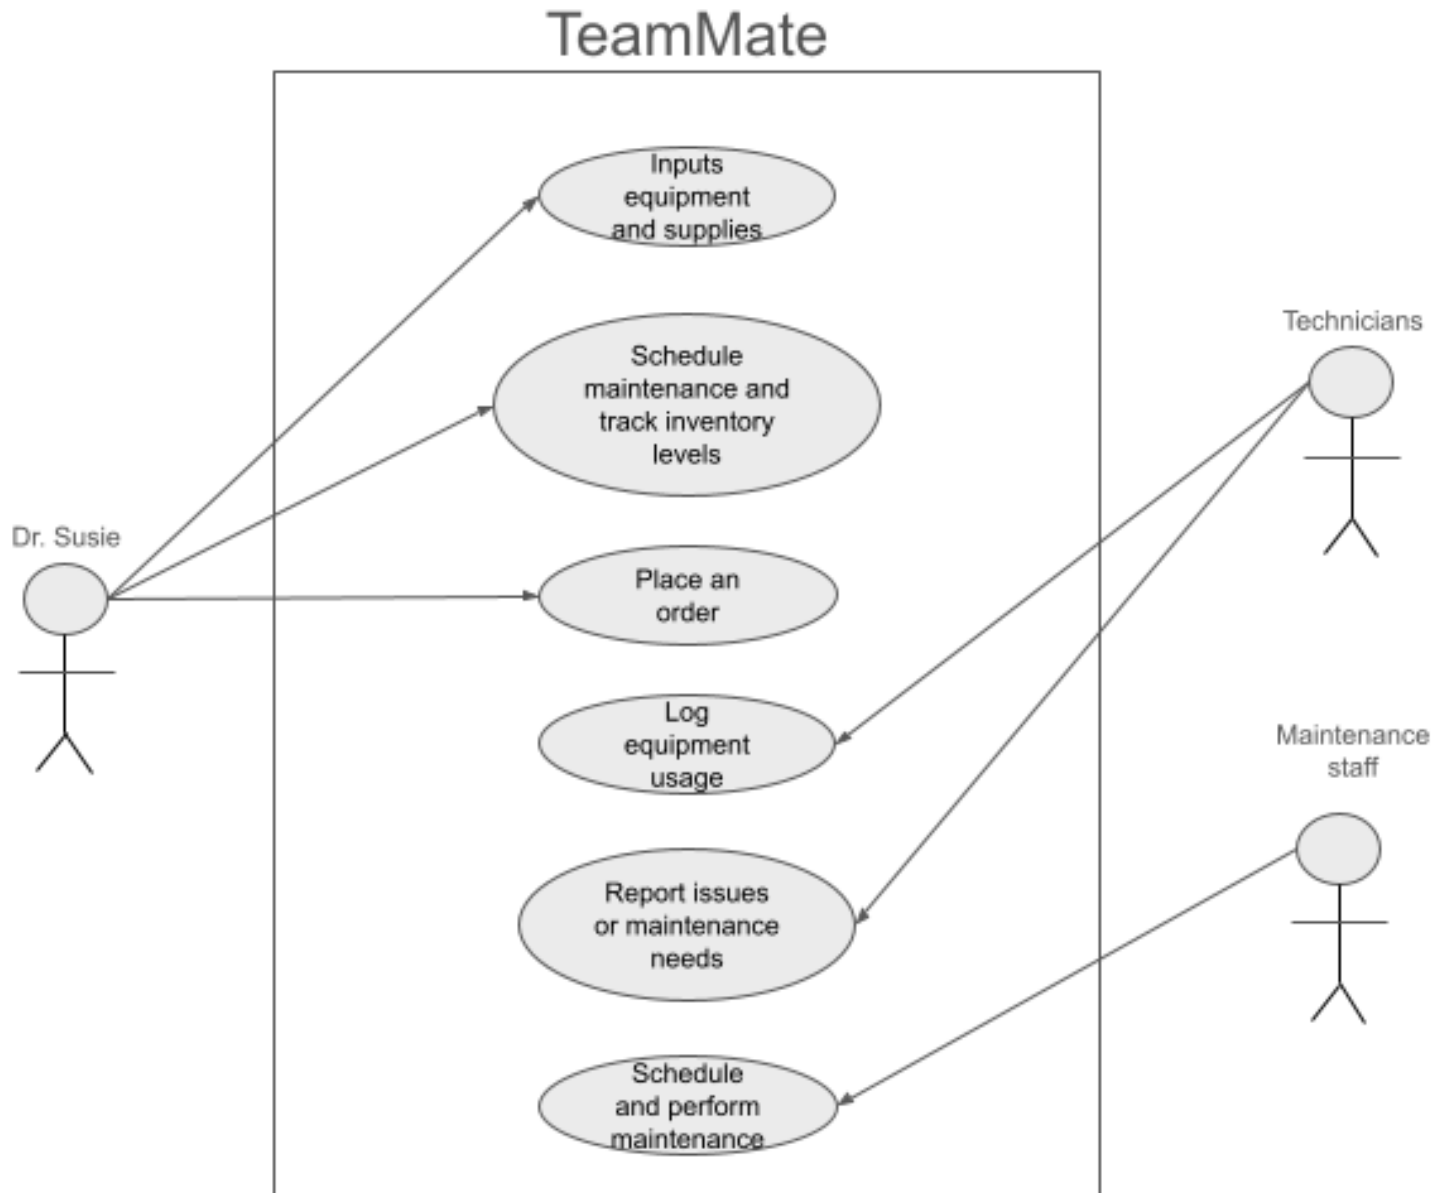 TeamMate
Inputs
equipment
and supplies
Schedule
maintenance and
track inventory
levels
Technicians
Dr. Susie
Place an
order
Log
equipment
usage
Maintenance
staff
Report issues
or maintenance
needs
Schedule
and perform
maintenance